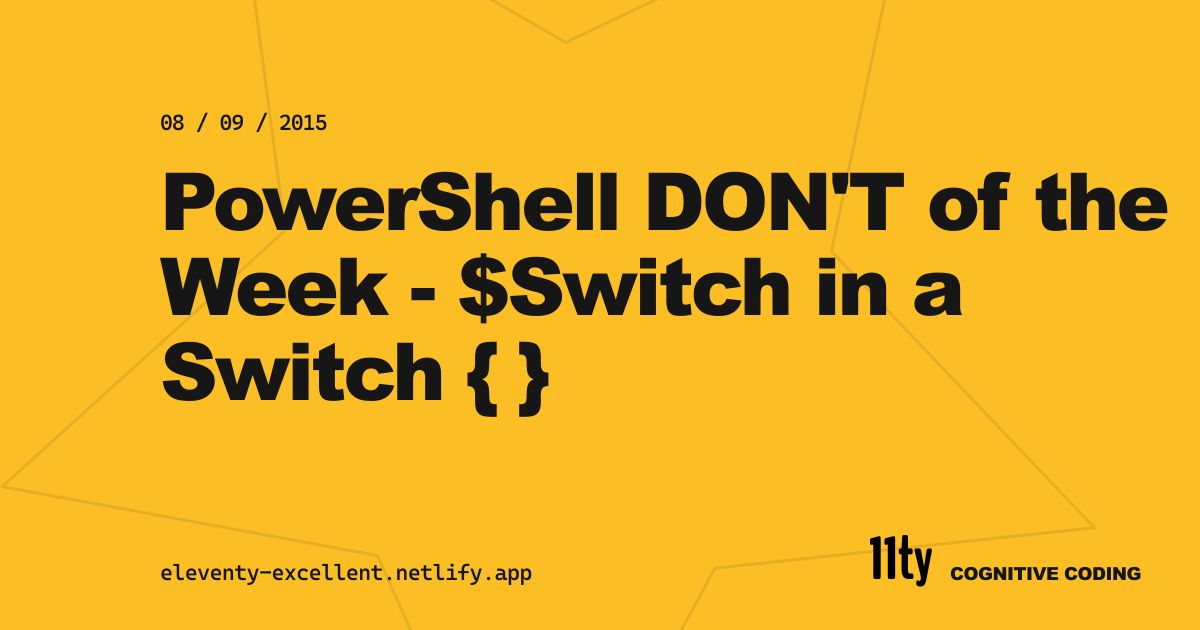 08 / 09 / 2015
PowerShell DON'T of the
Week - $Switch in a
Switch { }
eleventy-excellent.netlify.app
11ty
COGNITIVE CODING